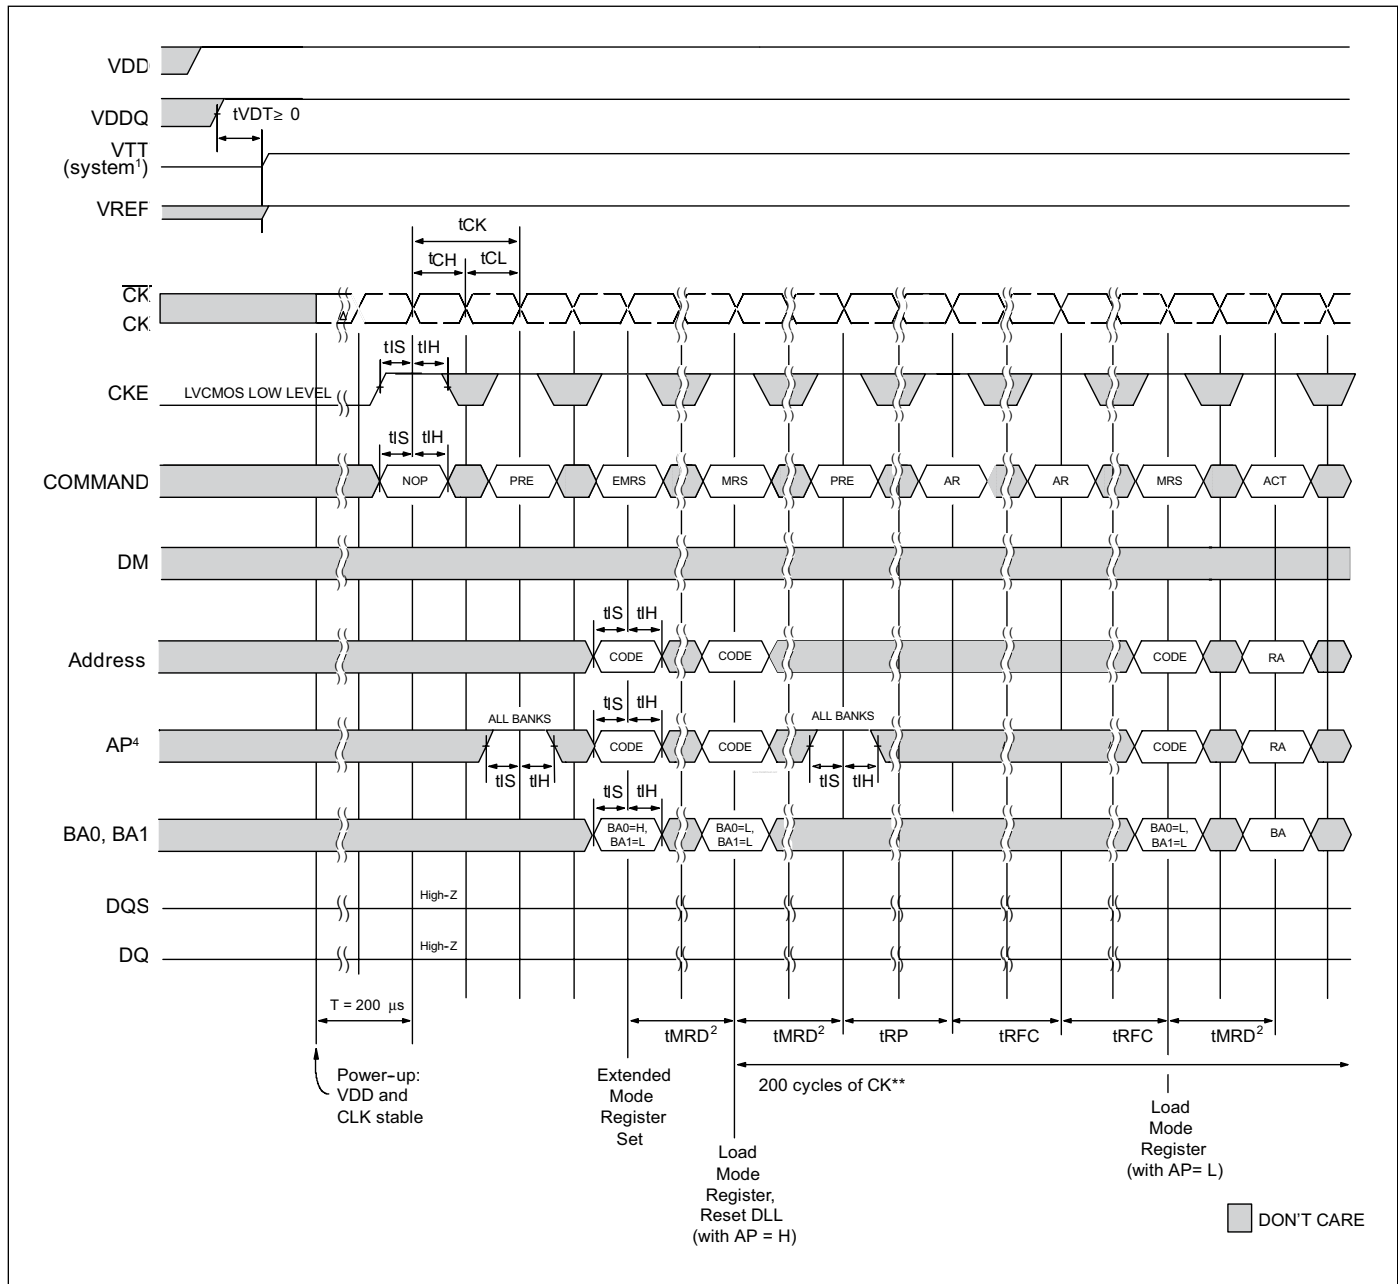 VDD
VDDQ
tVDT≥ 0
VTT
(system¹)
VREF
tCK
tCH tCL
CK
CK
tIS tIH
CKE LVCMOS LOW LEVEL
tIS tIH
COMMAND NOP PRE EMRS MRS PRE AR AR MRS ACT
DM
tIS tIH
Address CODE CODE CODE RA
ALL BANKS tIS tIH ALL BANKS
AP⁴ CODE CODE CODE RA
tIS tIH tIS tIH
tIS tIH
BA0, BA1 BA0=H, BA1=L BA0=L, BA1=L BA0=L, BA1=L BA
DQS High-Z
DQ High-Z
T = 200 µs
tMRD² tMRD² tRP tRFC tRFC tMRD²
Power-up:
VDD and
CLK stable
Extended
Mode
Register
Set
200 cycles of CK**
Load
Mode
Register,
Reset DLL
(with AP = H)
Load
Mode
Register
(with AP= L)
DON'T CARE